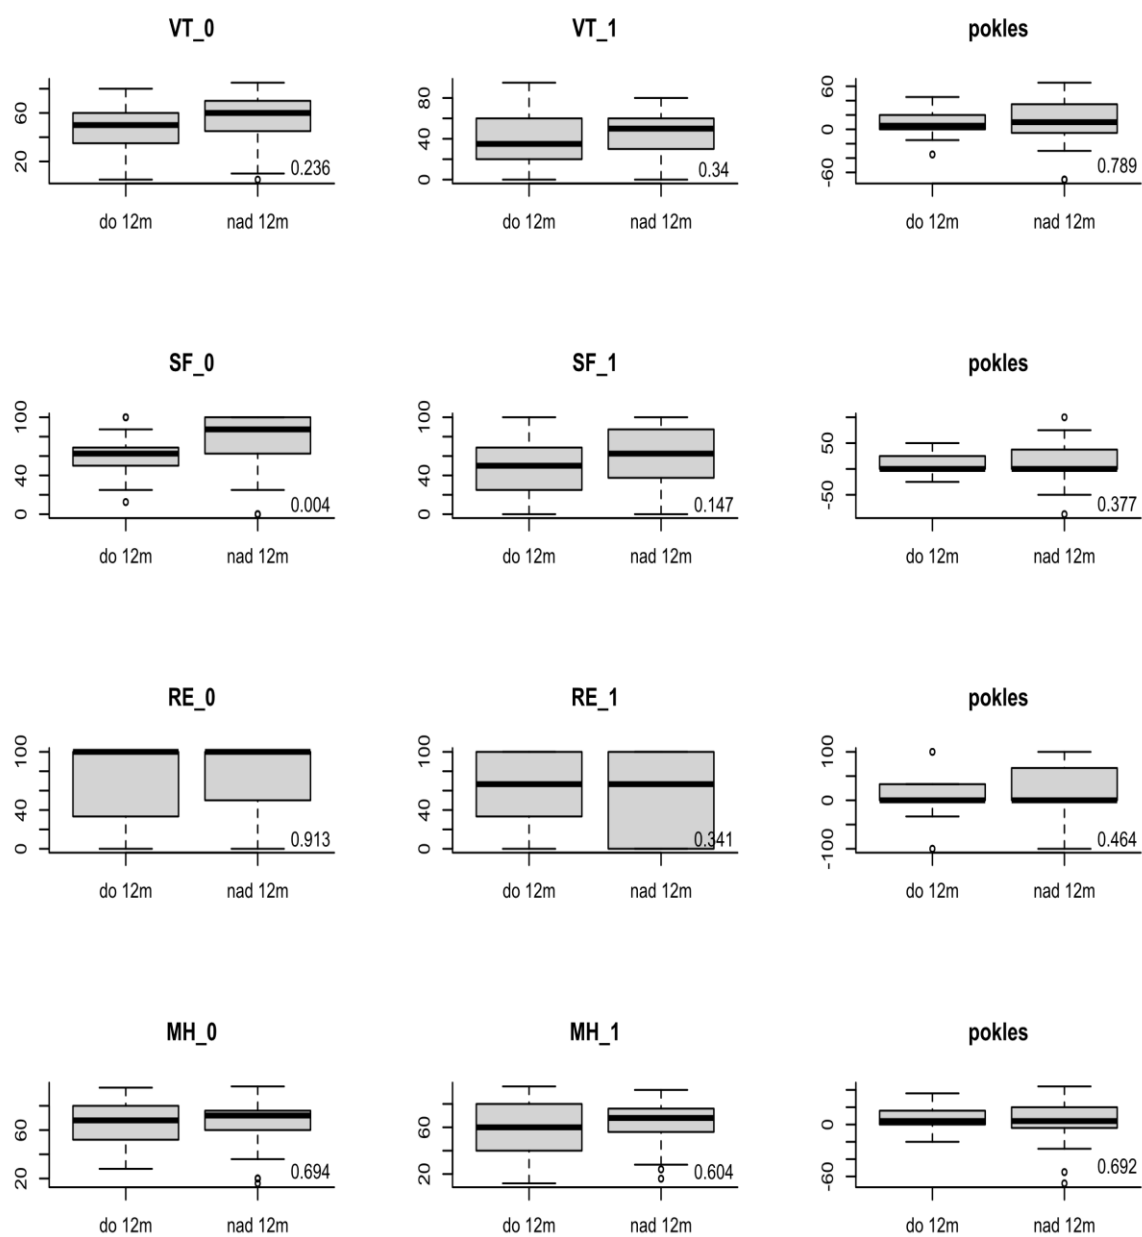 VT_0
VT_1
pokles
20 60
0.236
do 12m nad 12m
0 40 80
0.34
do 12m nad 12m
-60 0 60
0.789
do 12m nad 12m
SF_0
SF_1
pokles
0 40 100
0.004
do 12m nad 12m
0 40 100
0.147
do 12m nad 12m
-50 50
0.377
do 12m nad 12m
RE_0
RE_1
pokles
0 40 100
0.913
do 12m nad 12m
0 40 100
0.341
do 12m nad 12m
-100 0 100
0.464
do 12m nad 12m
MH_0
MH_1
pokles
20 60
0.694
do 12m nad 12m
20 60
0.604
do 12m nad 12m
-60 0
0.692
do 12m nad 12m